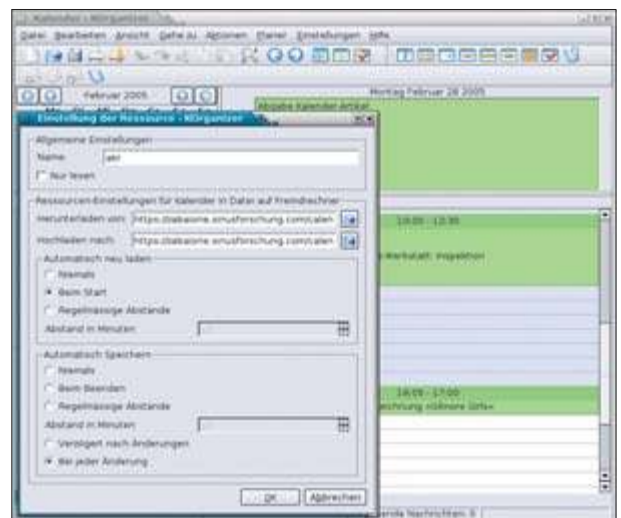 Kalender - KOrganizer
Datei Bearbeiten Ansicht Gehe zu Aktionen Planer Einstellungen Hilfe
Februar 2005
Montag Februar 28 2005
Abgabe Kalender-Artikel
Einstellung der Ressource - KOrganizer
Allgemeine Einstellungen
Name:
Nur lesen
Ressourcen-Einstellungen für Kalender in Datei auf Fremdrechner
Herunterladen von:
Hochladen nach:
Automatisch neu laden
Niemals
Beim Start
Regelmässige Abstände
Abstand in Minuten:
Automatisch Speichern
Niemals
Beim Beenden
Regelmässige Abstände
Abstand in Minuten:
Verzögert nach Änderungen
Bei jeder Änderung
OK Abbrechen
Werkstatt: Inspektion
- 17:00
Nachrichten: 0